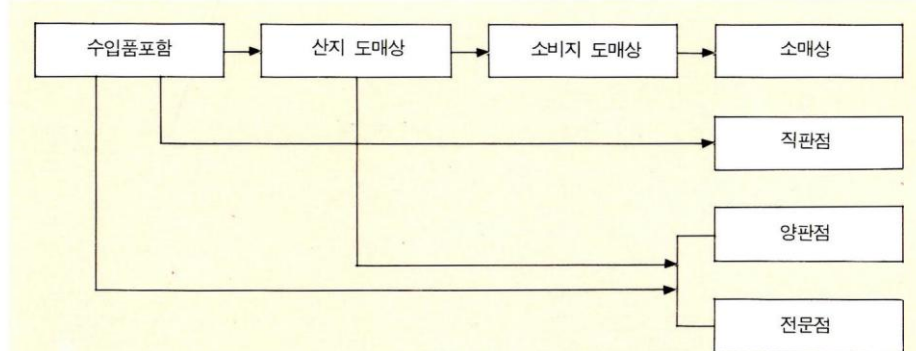 수입품포함
산지 도매상
소비지 도매상
소매상
직판점
양판점
전문점